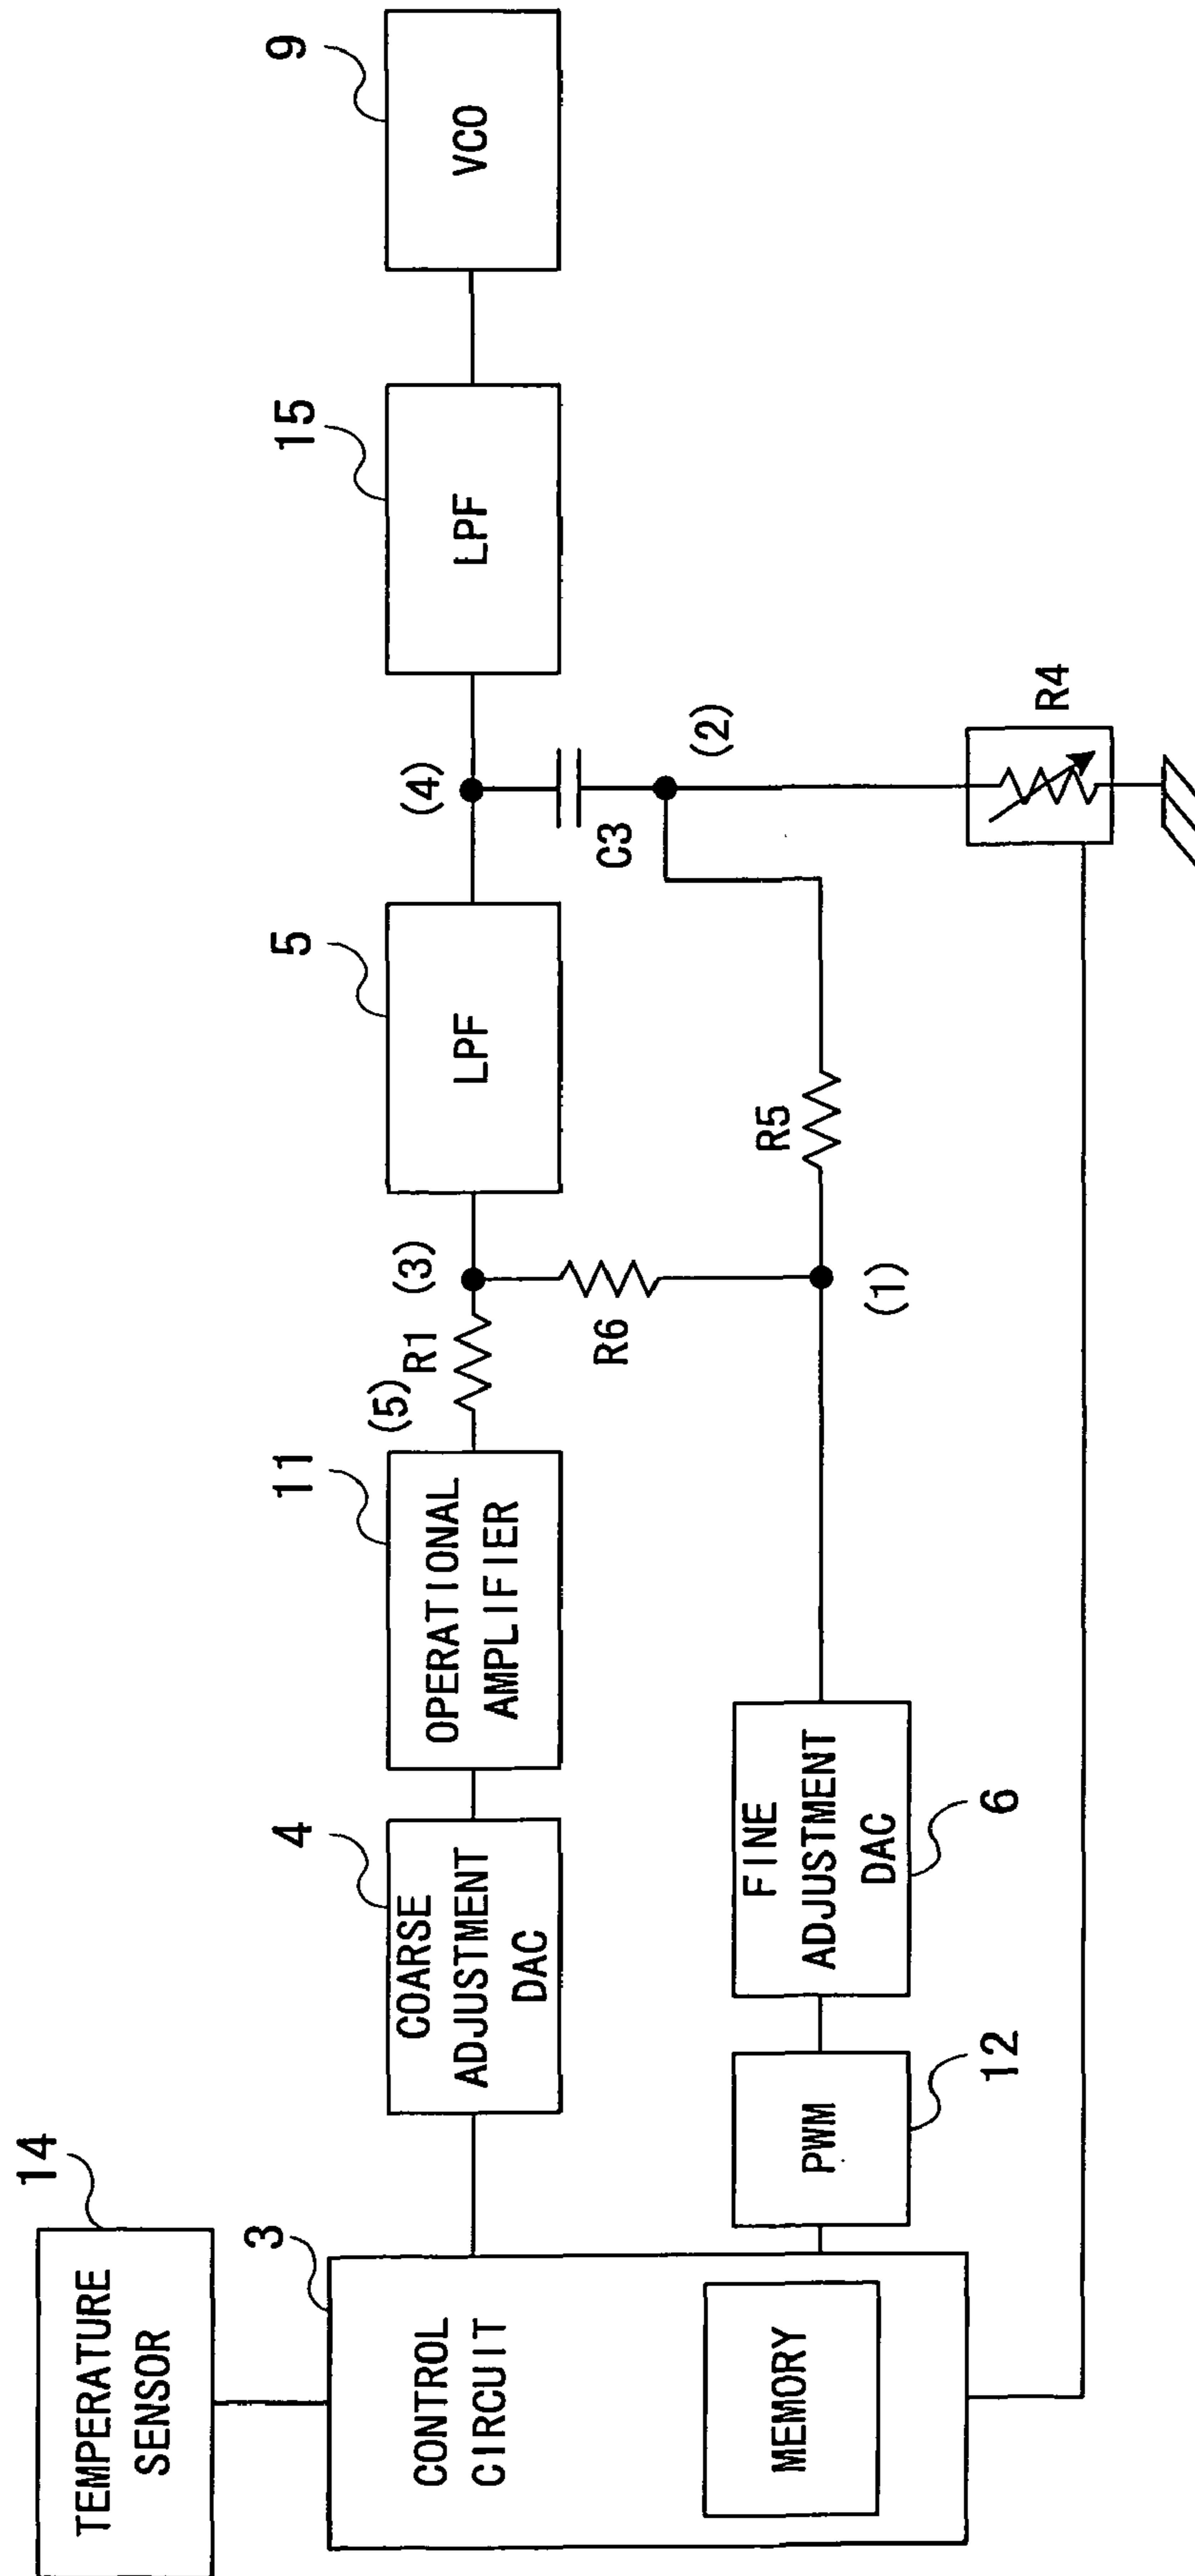 TEMPERATURE
SENSOR
14
CONTROL
CIRCUIT
3
MEMORY
COARSE
ADJUSTMENT
DAC
4
OPERATIONAL
AMPLIFIER
11
(5)
R1
(3)
LPF
5
(4)
LPF
15
VCO
9
PWM
12
FINE
ADJUSTMENT
DAC
6
(1)
R6
R5
C3
(2)
R4